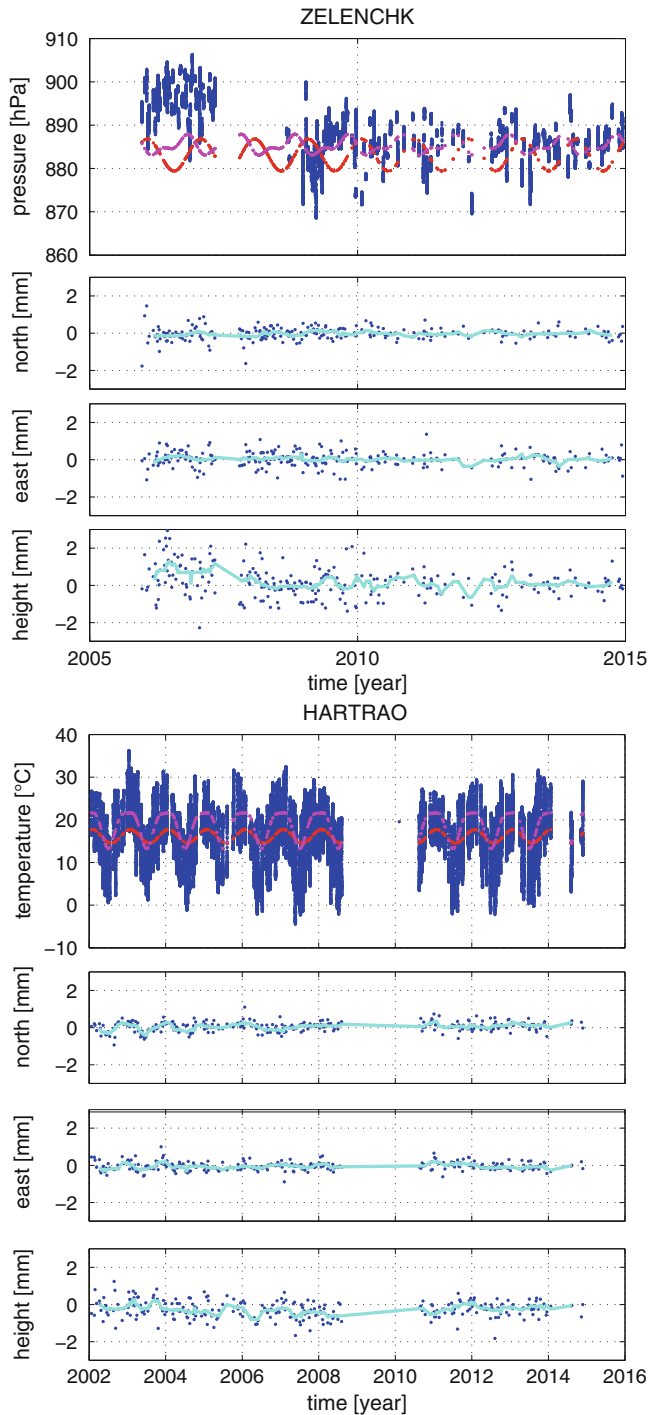 ZELENCHK
910
900
890
880
870
860
pressure [hPa]
2
0
−2
north [mm]
2
0
−2
east [mm]
2
0
−2
height [mm]
2005 2010 2015
time [year]
HARTRAO
40
30
20
10
0
−10
temperature [°C]
2
0
−2
north [mm]
2
0
−2
east [mm]
2
0
−2
height [mm]
2002 2004 2006 2008 2010 2012 2014 2016
time [year]